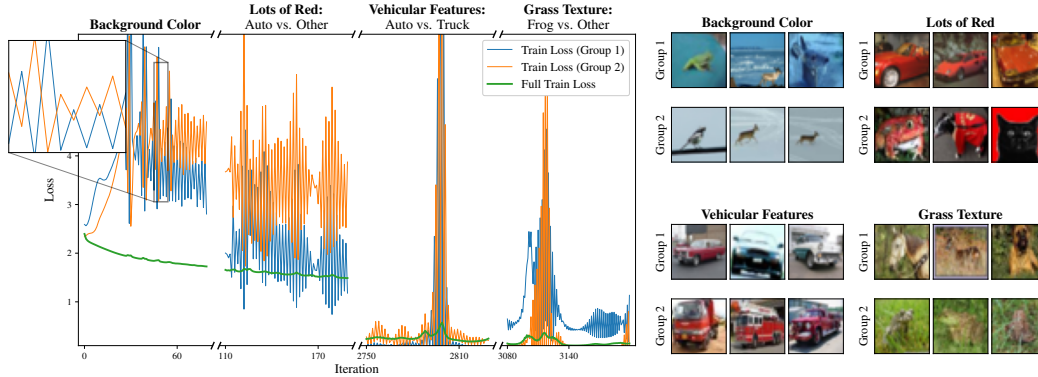 Background Color
Lots of Red:
Auto vs. Other
Vehicular Features:
Auto vs. Truck
Grass Texture:
Frog vs. Other
Train Loss (Group 1)
Train Loss (Group 2)
Full Train Loss
Loss
4
3
2
1
0
60
110
170
2750
2810
3080
3140
Iteration
Background Color
Group 1
Group 2
Lots of Red
Group 1
Group 2
Vehicular Features
Group 1
Group 2
Grass Texture
Group 1
Group 2